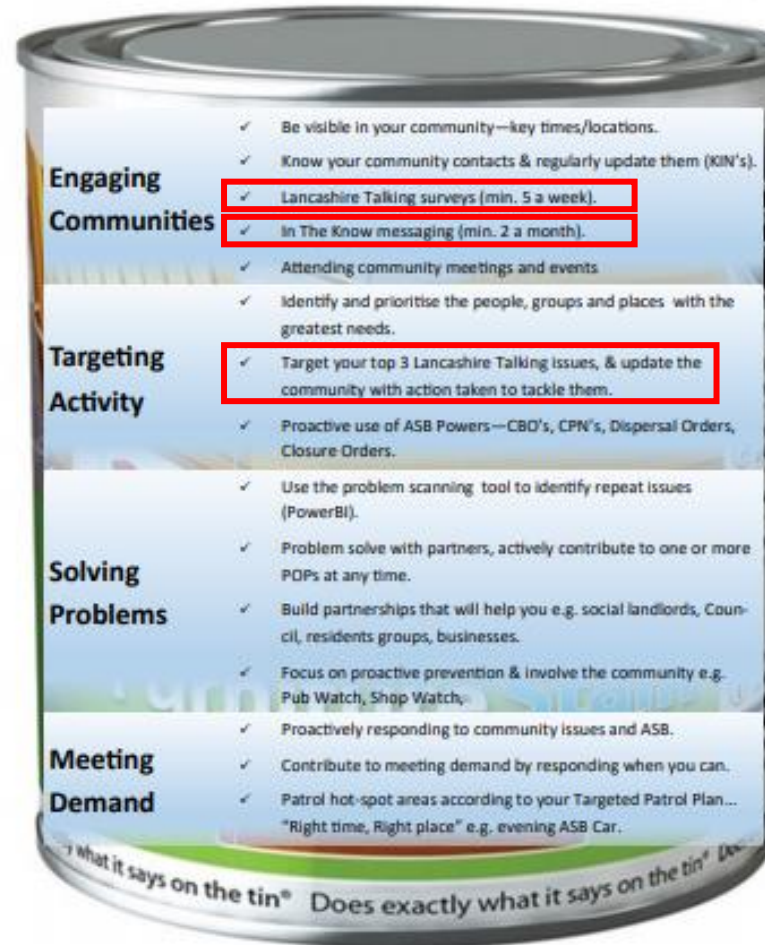 Engaging
Communities
✓ Be visible in your community—key times/locations.
✓ Know your community contacts & regularly update them (KIN's).
✓ Lancashire Talking surveys (min. 5 a week).
✓ In The Know messaging (min. 2 a month).
✓ Attending community meetings and events
Targeting
Activity
✓ Identify and prioritise the people, groups and places with the
greatest needs.
✓ Target your top 3 Lancashire Talking issues, & update the
community with action taken to tackle them.
✓ Proactive use of ASB Powers—CBO's, CPN's, Dispersal Orders,
Closure Orders.
Solving
Problems
✓ Use the problem scanning tool to identify repeat issues
(PowerBI).
✓ Problem solve with partners, actively contribute to one or more
POPs at any time.
✓ Build partnerships that will help you e.g. social landlords, Coun-
cil, residents groups, businesses.
✓ Focus on proactive prevention & involve the community e.g.
Pub Watch, Shop Watch,
Meeting
Demand
✓ Proactively responding to community issues and ASB.
✓ Contribute to meeting demand by responding when you can.
✓ Patrol hot-spot areas according to your Targeted Patrol Plan...
"Right time, Right place" e.g. evening ASB Car.
what it says on the tin® Does exactly what it says on the tin®